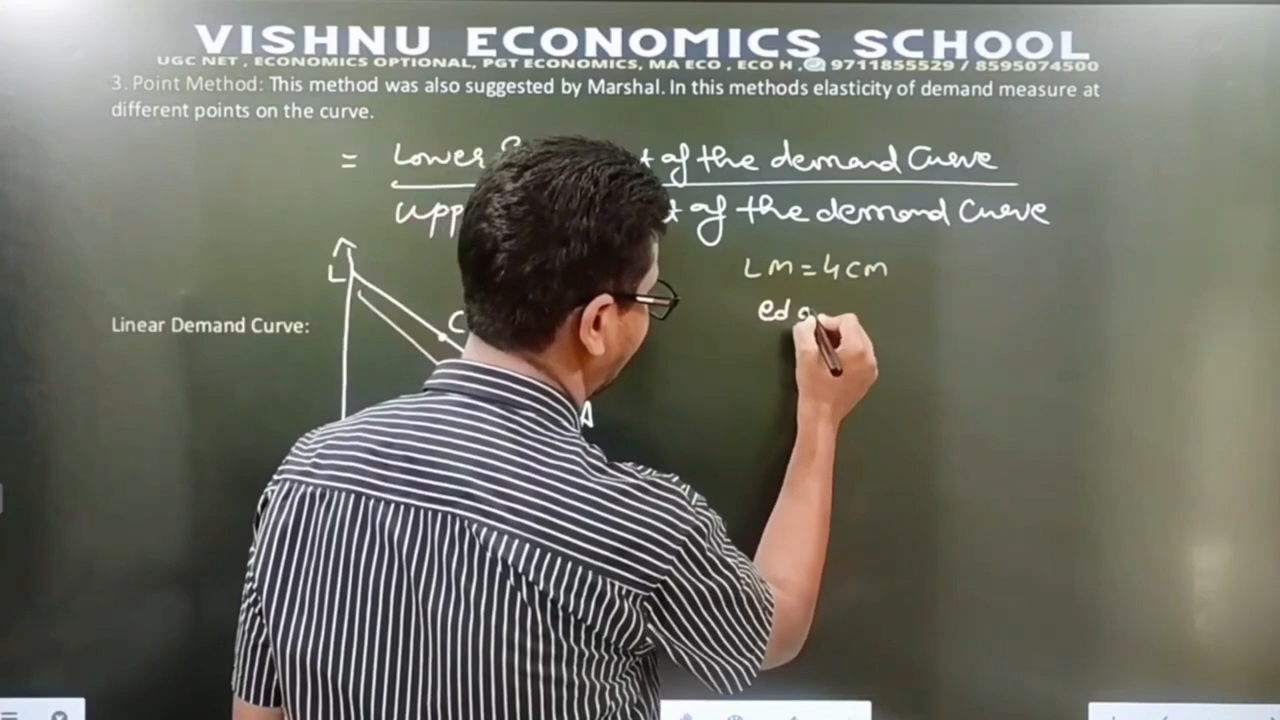 VISHNU ECONOMICS SCHOOL
UGC NET , ECONOMICS OPTIONAL, PGT ECONOMICS, MA ECO , ECO H , 9711855529 / 8595074500
3. Point Method: This method was also suggested by Marshal. In this methods elasticity of demand measure at
different points on the curve.
= Lower of the demand Curve
of the demand Curve
LM=4cm
L
C
Linear Demand Curve:
ed
A